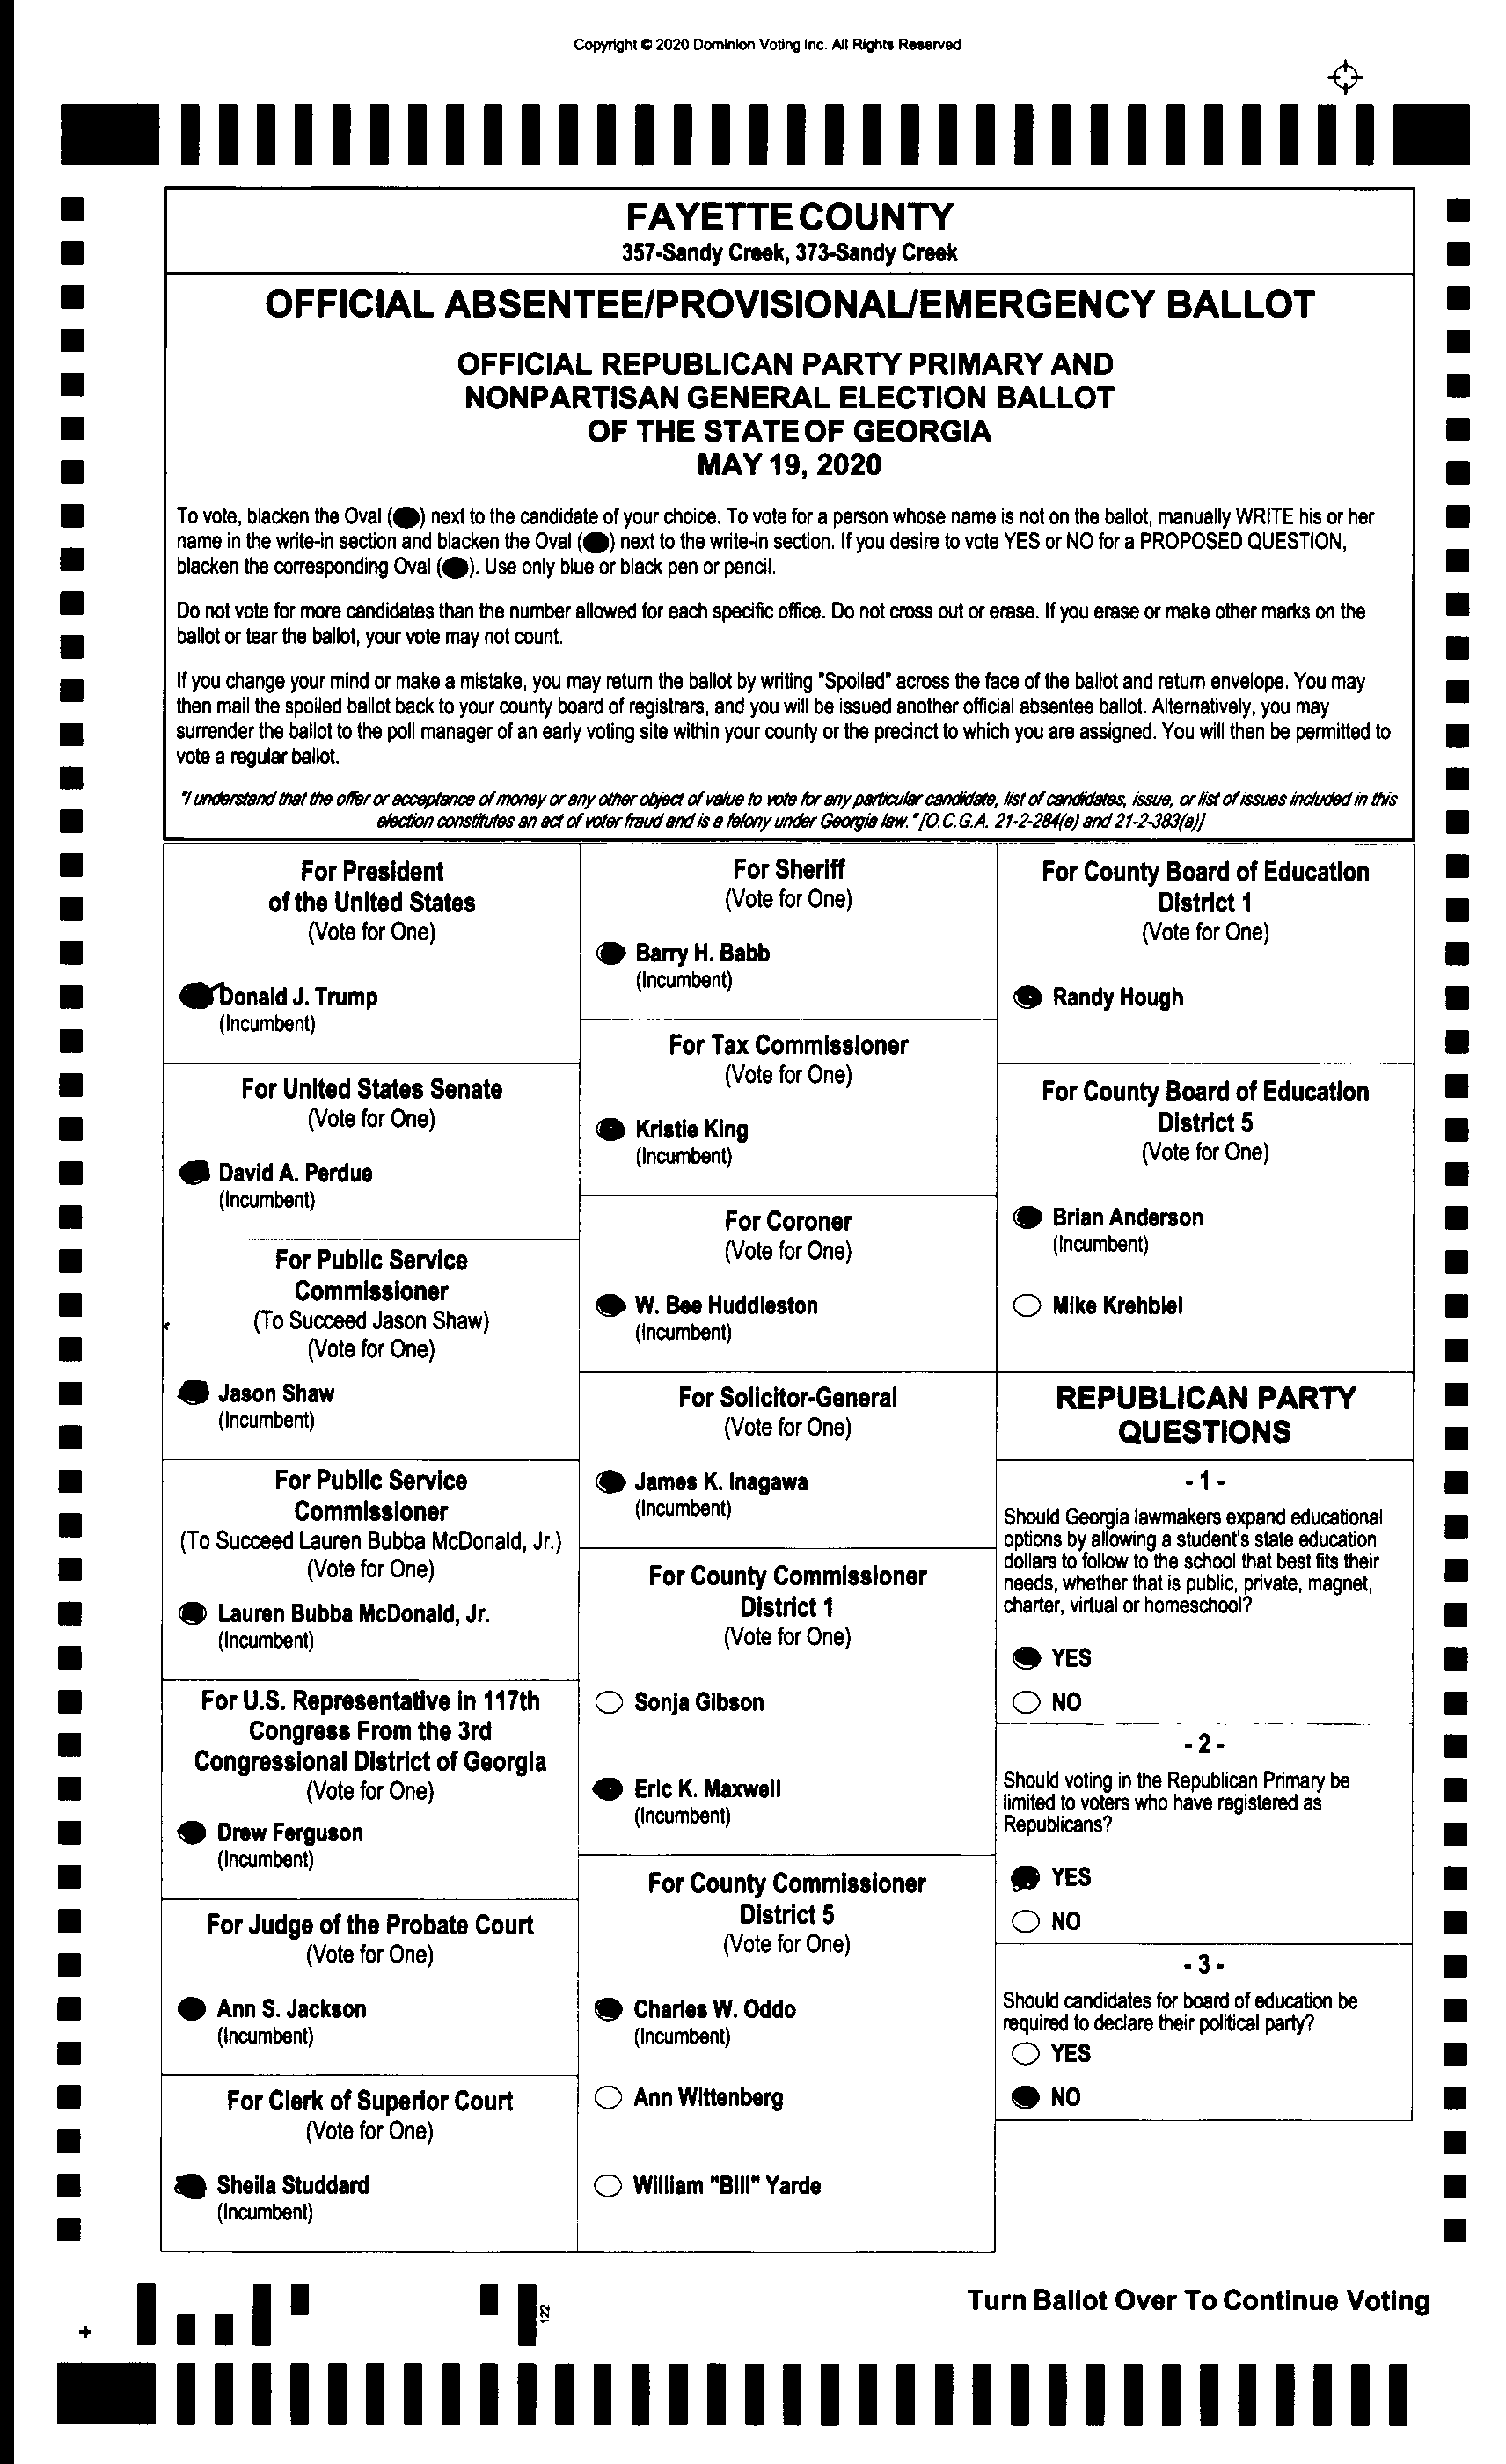 Copyright © 2020 Dominion Voting Inc. All Rights Reserved
FAYETTE COUNTY
357-Sandy Creek, 373-Sandy Creek
OFFICIAL ABSENTEE/PROVISIONAL/EMERGENCY BALLOT
OFFICIAL REPUBLICAN PARTY PRIMARY AND
NONPARTISAN GENERAL ELECTION BALLOT
OF THE STATE OF GEORGIA
MAY 19, 2020
To vote, blacken the Oval ( ) next to the candidate of your choice. To vote for a person whose name is not on the ballot, manually WRITE his or her
name in the write-in section and blacken the Oval ( ) next to the write-in section. If you desire to vote YES or NO for a PROPOSED QUESTION,
blacken the corresponding Oval ( ). Use only blue or black pen or pencil.
Do not vote for more candidates than the number allowed for each specific office. Do not cross out or erase. If you erase or make other marks on the
ballot or tear the ballot, your vote may not count.
If you change your mind or make a mistake, you may return the ballot by writing "Spoiled" across the face of the ballot and return envelope. You may
then mail the spoiled ballot back to your county board of registrars, and you will be issued another official absentee ballot. Alternatively, you may
surrender the ballot to the poll manager of an early voting site within your county or the precinct to which you are assigned. You will then be permitted to
vote a regular ballot.
"I understand that the offer or acceptance of money or any other object of value to vote for any particular candidate, list of candidates, issue, or list of issues included in this
election constitutes an act of voter fraud and is a felony under Georgia law." [O.C.G.A. 21-2-284(e) and 21-2-383(a)]
For President
of the United States
(Vote for One)
Donald J. Trump
(Incumbent)
For United States Senate
(Vote for One)
David A. Perdue
(Incumbent)
For Public Service
Commissioner
(To Succeed Jason Shaw)
(Vote for One)
Jason Shaw
(Incumbent)
For Public Service
Commissioner
(To Succeed Lauren Bubba McDonald, Jr.)
(Vote for One)
Lauren Bubba McDonald, Jr.
(Incumbent)
For U.S. Representative in 117th
Congress From the 3rd
Congressional District of Georgia
(Vote for One)
Drew Ferguson
(Incumbent)
For Judge of the Probate Court
(Vote for One)
Ann S. Jackson
(Incumbent)
For Clerk of Superior Court
(Vote for One)
Sheila Studdard
(Incumbent)
For Sheriff
(Vote for One)
Barry H. Babb
(Incumbent)
For Tax Commissioner
(Vote for One)
Kristie King
(Incumbent)
For Coroner
(Vote for One)
W. Bee Huddleston
(Incumbent)
For Solicitor-General
(Vote for One)
James K. Inagawa
(Incumbent)
For County Commissioner
District 1
(Vote for One)
Sonja Gibson
Eric K. Maxwell
(Incumbent)
For County Commissioner
District 5
(Vote for One)
Charles W. Oddo
(Incumbent)
Ann Wittenberg
William "Bill" Yarde
For County Board of Education
District 1
(Vote for One)
Randy Hough
For County Board of Education
District 5
(Vote for One)
Brian Anderson
(Incumbent)
Mike Krehbiel
REPUBLICAN PARTY
QUESTIONS
- 1 -
Should Georgia lawmakers expand educational
options by allowing a student's state education
dollars to follow to the school that best fits their
needs, whether that is public, private, magnet,
charter, virtual or homeschool?
YES
NO
- 2 -
Should voting in the Republican Primary be
limited to voters who have registered as
Republicans?
YES
NO
- 3 -
Should candidates for board of education be
required to declare their political party?
YES
NO
122
Turn Ballot Over To Continue Voting